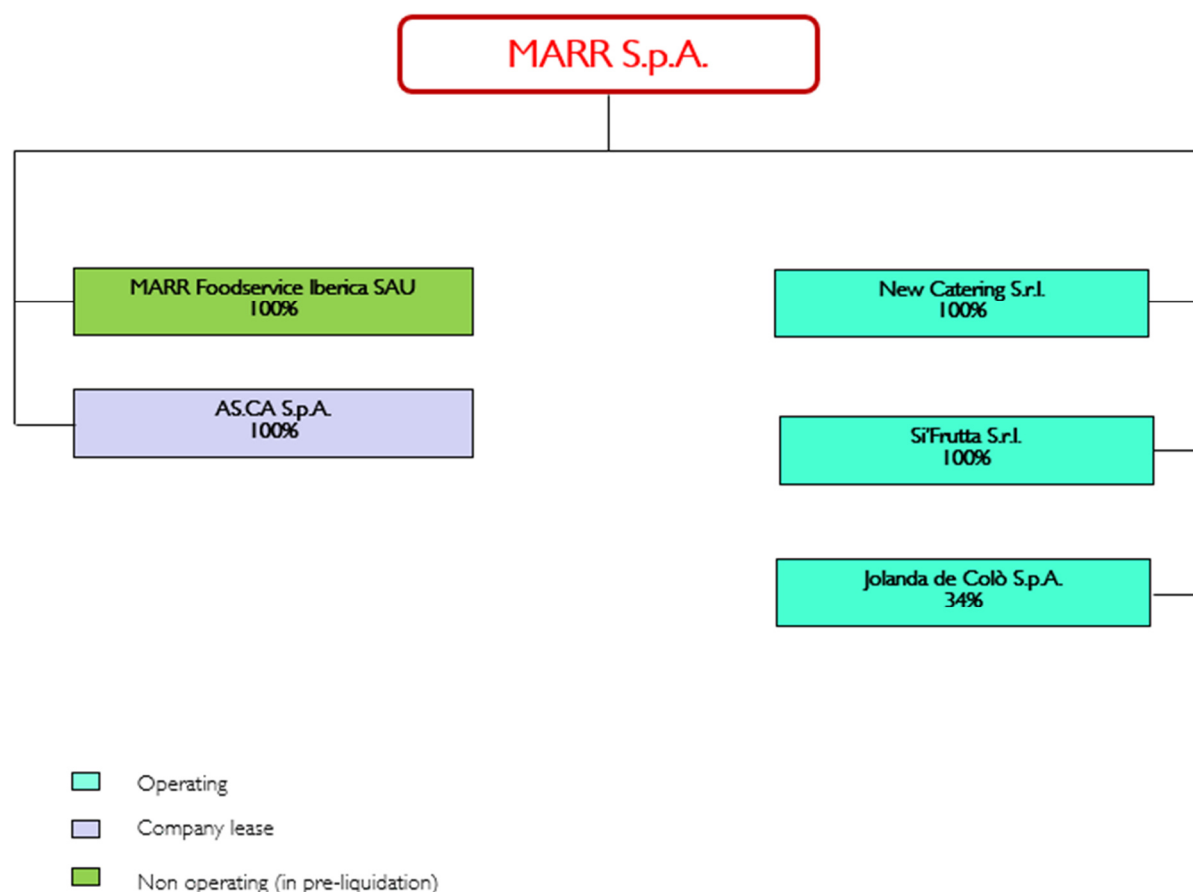 MARR S.p.A.
MARR Foodservice Iberica SAU
100%
AS.CA S.p.A.
100%
New Catering S.r.l.
100%
Si'Frutta S.r.l.
100%
Jolanda de Colò S.p.A.
34%
Operating
Company lease
Non operating (in pre-liquidation)